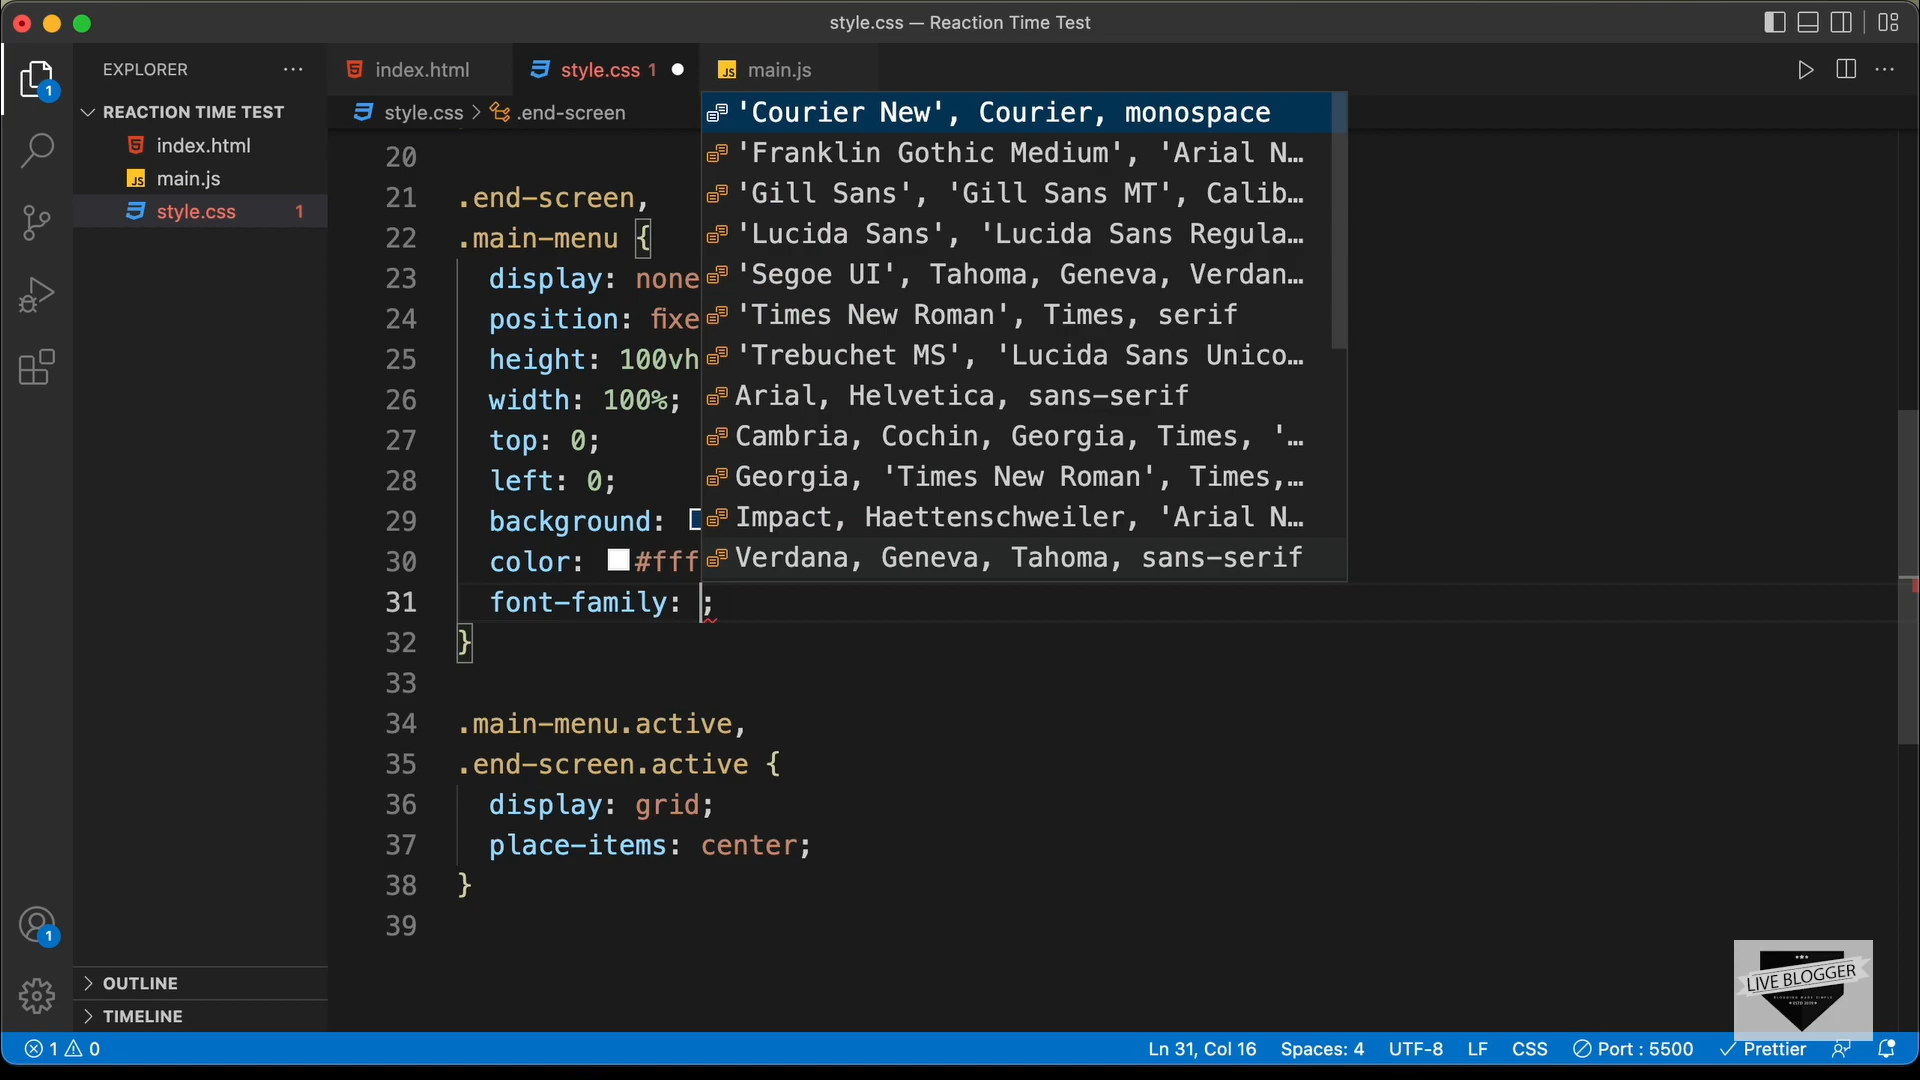 style.css — Reaction Time Test
EXPLORER
index.html
style.css 1
main.js
REACTION TIME TEST
index.html
main.js
style.css 1
style.css > .end-screen
20
21 .end-screen,
22 .main-menu {
23 display: none
24 position: fixe
25 height: 100vh
26 width: 100%;
27 top: 0;
28 left: 0;
29 background:
30 color: #fff
31 font-family: ;
32 }
33
34 .main-menu.active,
35 .end-screen.active {
36 display: grid;
37 place-items: center;
38 }
39
'Courier New', Courier, monospace
'Franklin Gothic Medium', 'Arial N…
'Gill Sans', 'Gill Sans MT', Calib…
'Lucida Sans', 'Lucida Sans Regula…
'Segoe UI', Tahoma, Geneva, Verdan…
'Times New Roman', Times, serif
'Trebuchet MS', 'Lucida Sans Unico…
Arial, Helvetica, sans-serif
Cambria, Cochin, Georgia, Times, '…
Georgia, 'Times New Roman', Times,…
Impact, Haettenschweiler, 'Arial N…
Verdana, Geneva, Tahoma, sans-serif
1
1
OUTLINE
TIMELINE
LIVE BLOGGER
1 0
Ln 31, Col 16 Spaces: 4 UTF-8 LF CSS Port : 5500 Prettier